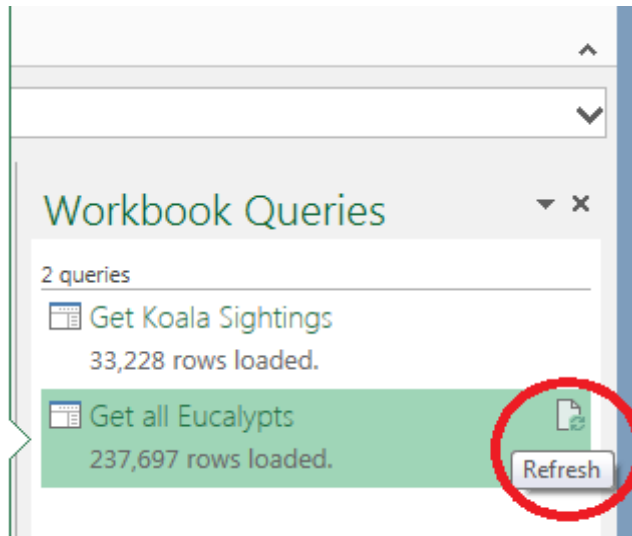 Workbook Queries
2 queries
Get Koala Sightings
33,228 rows loaded.
Get all Eucalypts
237,697 rows loaded.
Refresh